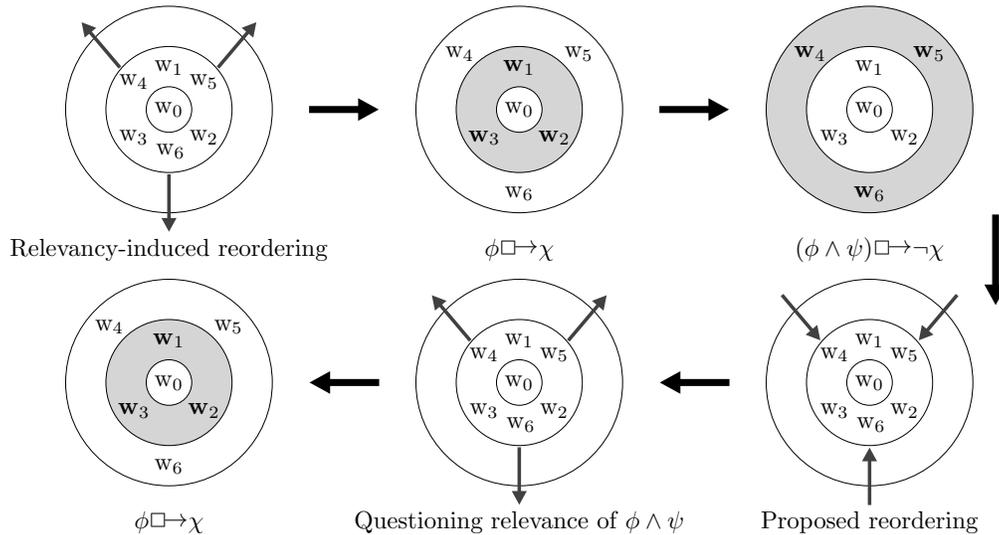 w₁
w₄ w₅
w₀
w₃ w₂
w₆
Relevancy-induced reordering
w₄ w₅
w₁
w₀
w₃ w₂
w₆
ϕ□→χ
w₄ w₅
w₁
w₀
w₃ w₂
w₆
(ϕ ∧ ψ)□→¬χ
w₁
w₄ w₅
w₀
w₃ w₂
w₆
Proposed reordering
w₁
w₄ w₅
w₀
w₃ w₂
w₆
Questioning relevance of ϕ ∧ ψ
w₄ w₅
w₁
w₀
w₃ w₂
w₆
ϕ□→χ